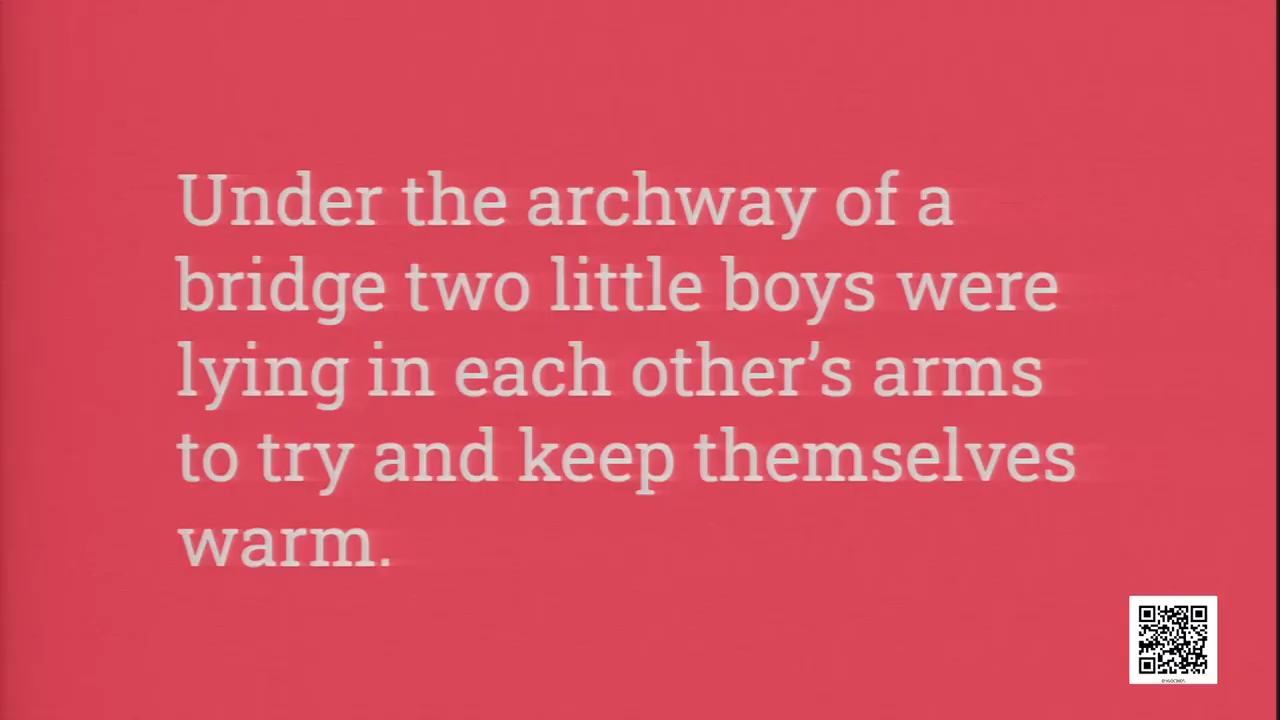 Under the archway of a
bridge two little boys were
lying in each other’s arms
to try and keep themselves
warm.